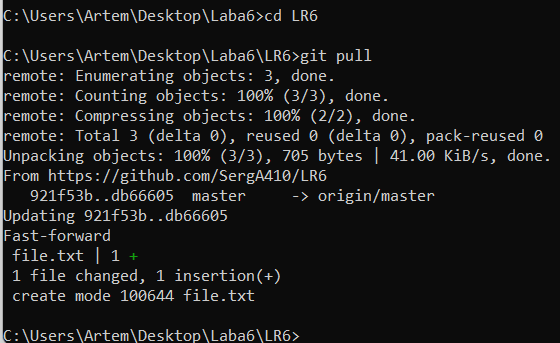 C:\Users\Artem\Desktop\Laba6>cd LR6
C:\Users\Artem\Desktop\Laba6\LR6>git pull
remote: Enumerating objects: 3, done.
remote: Counting objects: 100% (3/3), done.
remote: Compressing objects: 100% (2/2), done.
remote: Total 3 (delta 0), reused 0 (delta 0), pack-reused 0
Unpacking objects: 100% (3/3), 705 bytes | 41.00 KiB/s, done.
From https://github.com/SergA410/LR6
   921f53b..db66605  master     -> origin/master
Updating 921f53b..db66605
Fast-forward
 file.txt | 1 +
 1 file changed, 1 insertion(+)
 create mode 100644 file.txt
C:\Users\Artem\Desktop\Laba6\LR6>